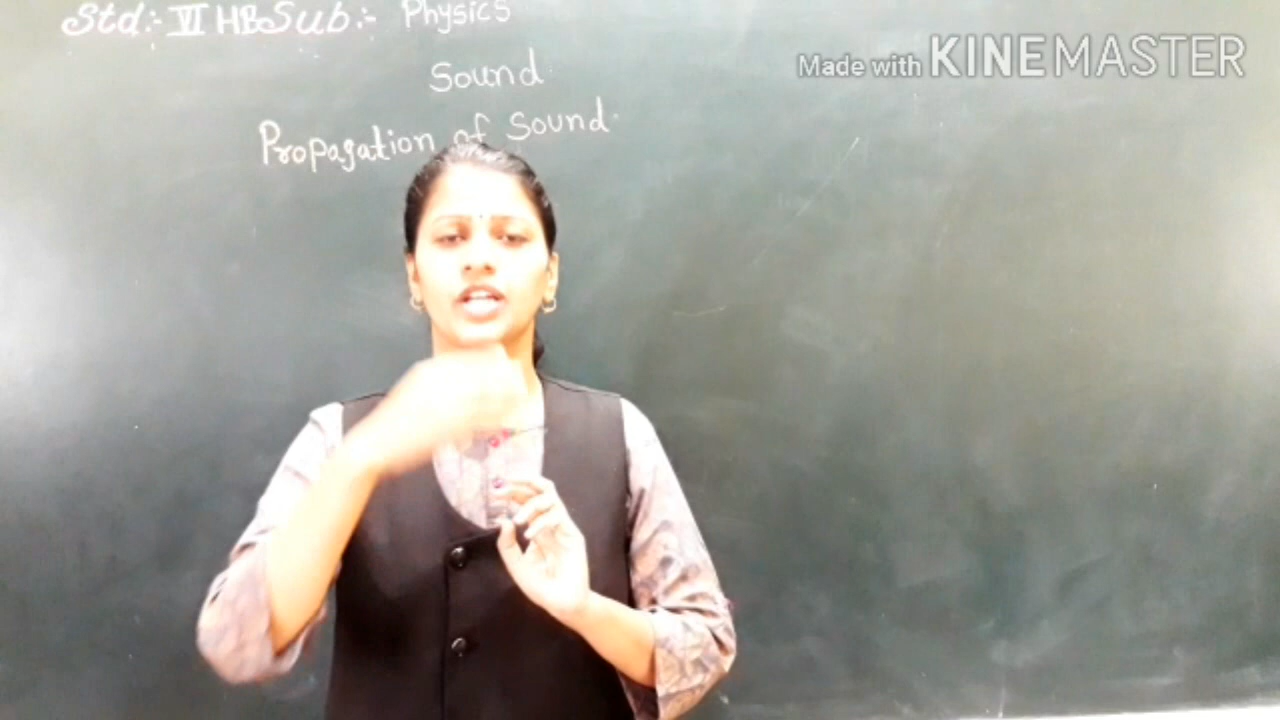 Std:- VI HB Sub:- Physics
Sound
Propagation of Sound.
Made with KINEMASTER